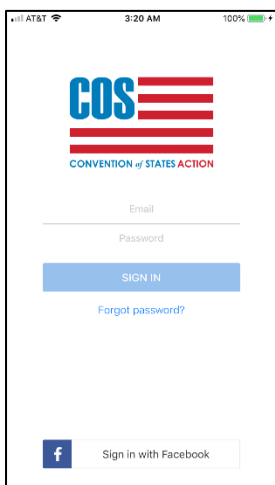 AT&T 3:20 AM 100%
COS
CONVENTION of STATES ACTION
Email
Password
SIGN IN
Forgot password?
f Sign in with Facebook